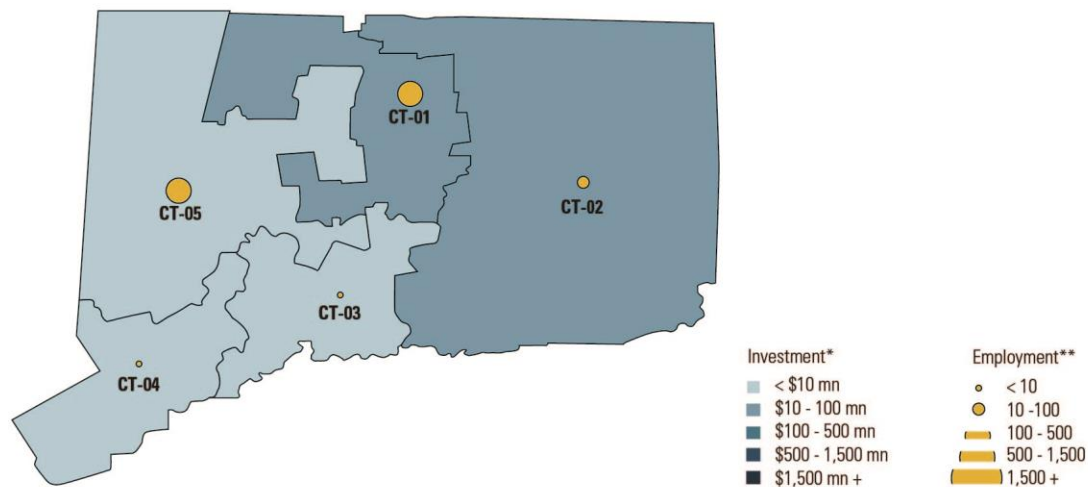 CT-01
CT-05
CT-02
CT-03
CT-04
Investment*
< $10 mn
$10 - 100 mn
$100 - 500 mn
$500 - 1,500 mn
$1,500 mn +
Employment**
< 10
10 -100
100 - 500
500 - 1,500
1,500 +